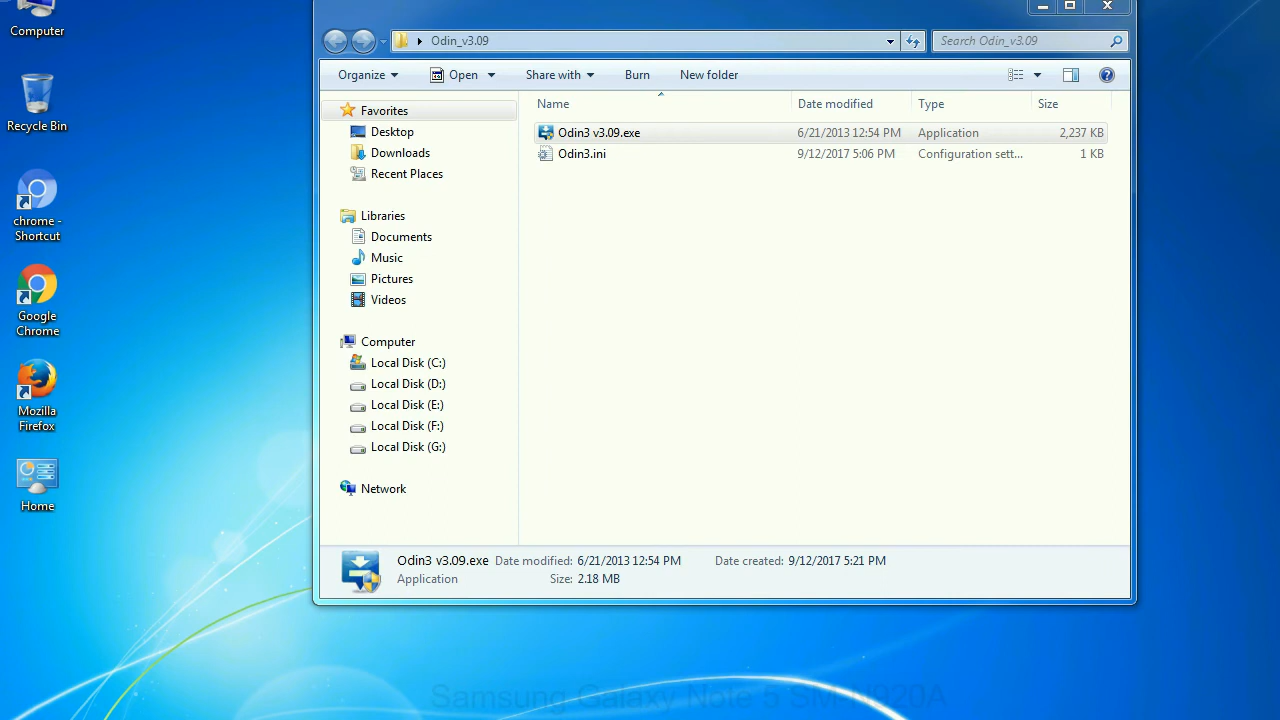 Computer
Recycle Bin
chrome -
Shortcut
Google
Chrome
Mozilla
Firefox
Home
Odin_v3.09
Search Odin_v3.09
Organize Open Share with Burn New folder
Name Date modified Type Size
Odin3 v3.09.exe 6/21/2013 12:54 PM Application 2,237 KB
Odin3.ini 9/12/2017 5:06 PM Configuration sett... 1 KB
Favorites
Desktop
Downloads
Recent Places
Libraries
Documents
Music
Pictures
Videos
Computer
Local Disk (C:)
Local Disk (D:)
Local Disk (E:)
Local Disk (F:)
Local Disk (G:)
Network
Odin3 v3.09.exe Date modified: 6/21/2013 12:54 PM Date created: 9/12/2017 5:21 PM
Application Size: 2.18 MB
Samsung Galaxy Note 5 SM-N920A